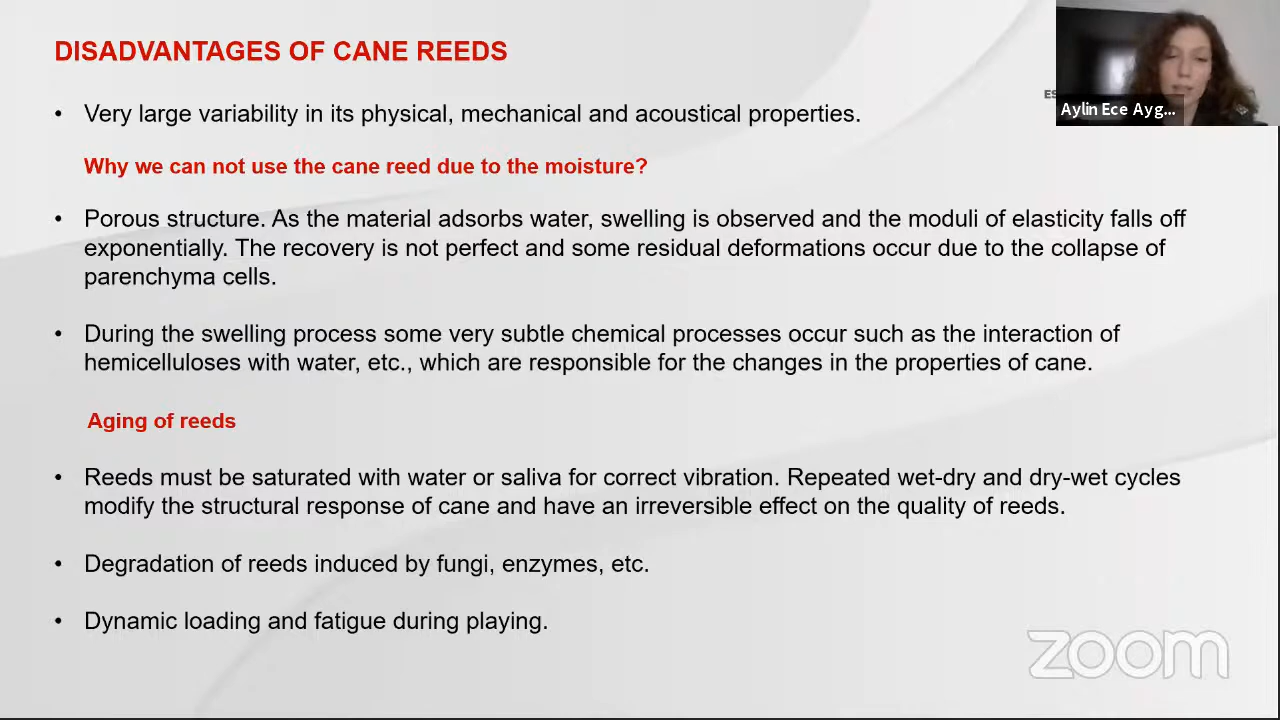 DISADVANTAGES OF CANE REEDS
ES
Aylin Ece Ayg...
• Very large variability in its physical, mechanical and acoustical properties.
Why we can not use the cane reed due to the moisture?
• Porous structure. As the material adsorbs water, swelling is observed and the moduli of elasticity falls off
exponentially. The recovery is not perfect and some residual deformations occur due to the collapse of
parenchyma cells.
• During the swelling process some very subtle chemical processes occur such as the interaction of
hemicelluloses with water, etc., which are responsible for the changes in the properties of cane.
Aging of reeds
• Reeds must be saturated with water or saliva for correct vibration. Repeated wet-dry and dry-wet cycles
modify the structural response of cane and have an irreversible effect on the quality of reeds.
• Degradation of reeds induced by fungi, enzymes, etc.
• Dynamic loading and fatigue during playing.
zoom